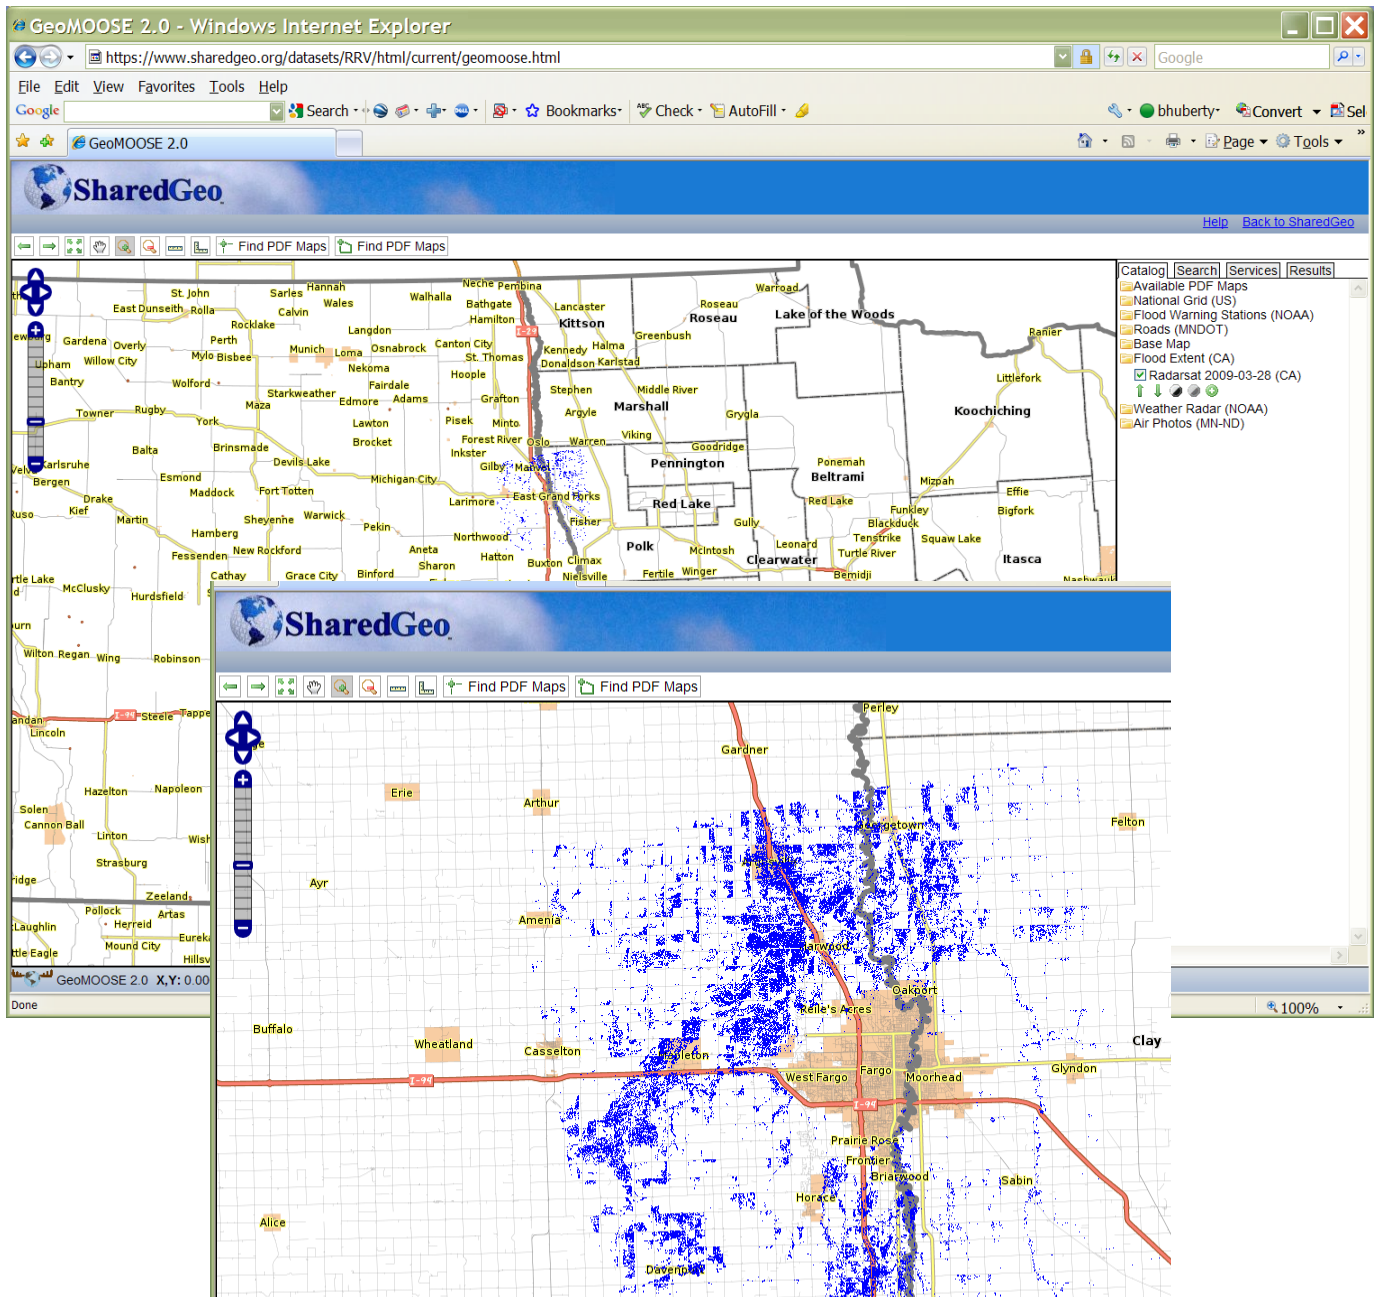 GeoMOOSE 2.0 - Windows Internet Explorer
https://www.sharedgeo.org/datasets/RRV/html/current/geomoose.html
Google
File Edit View Favorites Tools Help
Google Search Bookmarks Check AutoFill bhuberty Convert Sel
GeoMOOSE 2.0 Page Tools
SharedGeo
Help Back to SharedGeo
Find PDF Maps Find PDF Maps
Catalog Search Services Results
Available PDF Maps
National Grid (US)
Flood Warning Stations (NOAA)
Roads (MNDOT)
Base Map
Flood Extent (CA)
Radarsat 2009-03-28 (CA)
Weather Radar (NOAA)
Air Photos (MN-ND)
St. John Sarles Hannah Walhalla Neche Pembina Warroad
East Dunseith Rolla Calvin Wales Bathgate Lancaster Roseau
Rocklake Langdon Hamilton Kittson Roseau Lake of the Woods
Gardena Overly Perth Munich Loma Osnabrock Canton City Kennedy Halma Greenbush Ranier
Upham Willow City Mylo Bisbee Nekoma St. Thomas Donaldson Karlstad
Bantry Wolford Starkweather Fairdale Hoople Stephen Middle River Littlefork
Towner Rugby Maza Edmore Adams Grafton Argyle Marshall Grygla Koochiching
York Lawton Pisek Minto Viking
Balta Brinsmade Brocket Forest River Oslo Warren Goodridge
Karlsruhe Devils Lake Inkster Gilby Pennington Ponemah
Bergen Esmond Michigan City Beltrami Mizpah
Drake Maddock Fort Totten Larimore East Grand Forks Red Lake Red Lake Effie
Kief Martin Sheyenne Warwick Pekin Fisher Gully Funkley Blackduck Bigfork
Hamberg Northwood Polk Leonard Tenstrike Squaw Lake
Fessenden New Rockford Aneta Hatton McIntosh Clearwater Turtle River Itasca
Cathay Grace City Binford Sharon Buxton Climax Nielsville Fertile Winger Bemidji
McClusky Hurdsfield
Wilton Regan Wing Robinson
I-94 Steele
Lincoln
Hazelton Napoleon
Solen
Cannon Ball
Linton
Strasburg
Zeeland
Pollock Artas
Herreid
Mound City
GeoMOOSE 2.0 X,Y: 0.00
Done
100%
SharedGeo
Find PDF Maps Find PDF Maps
Perley
Gardner
Erie Arthur
Felton
Ayr
Amenia
Oakport
Reile's Acres
Buffalo
Wheatland Casselton Clay
West Fargo Fargo Moorhead Glyndon
I-94 I-94
Prairie Rose
Frontier
Briarwood Sabin
Horace
Alice